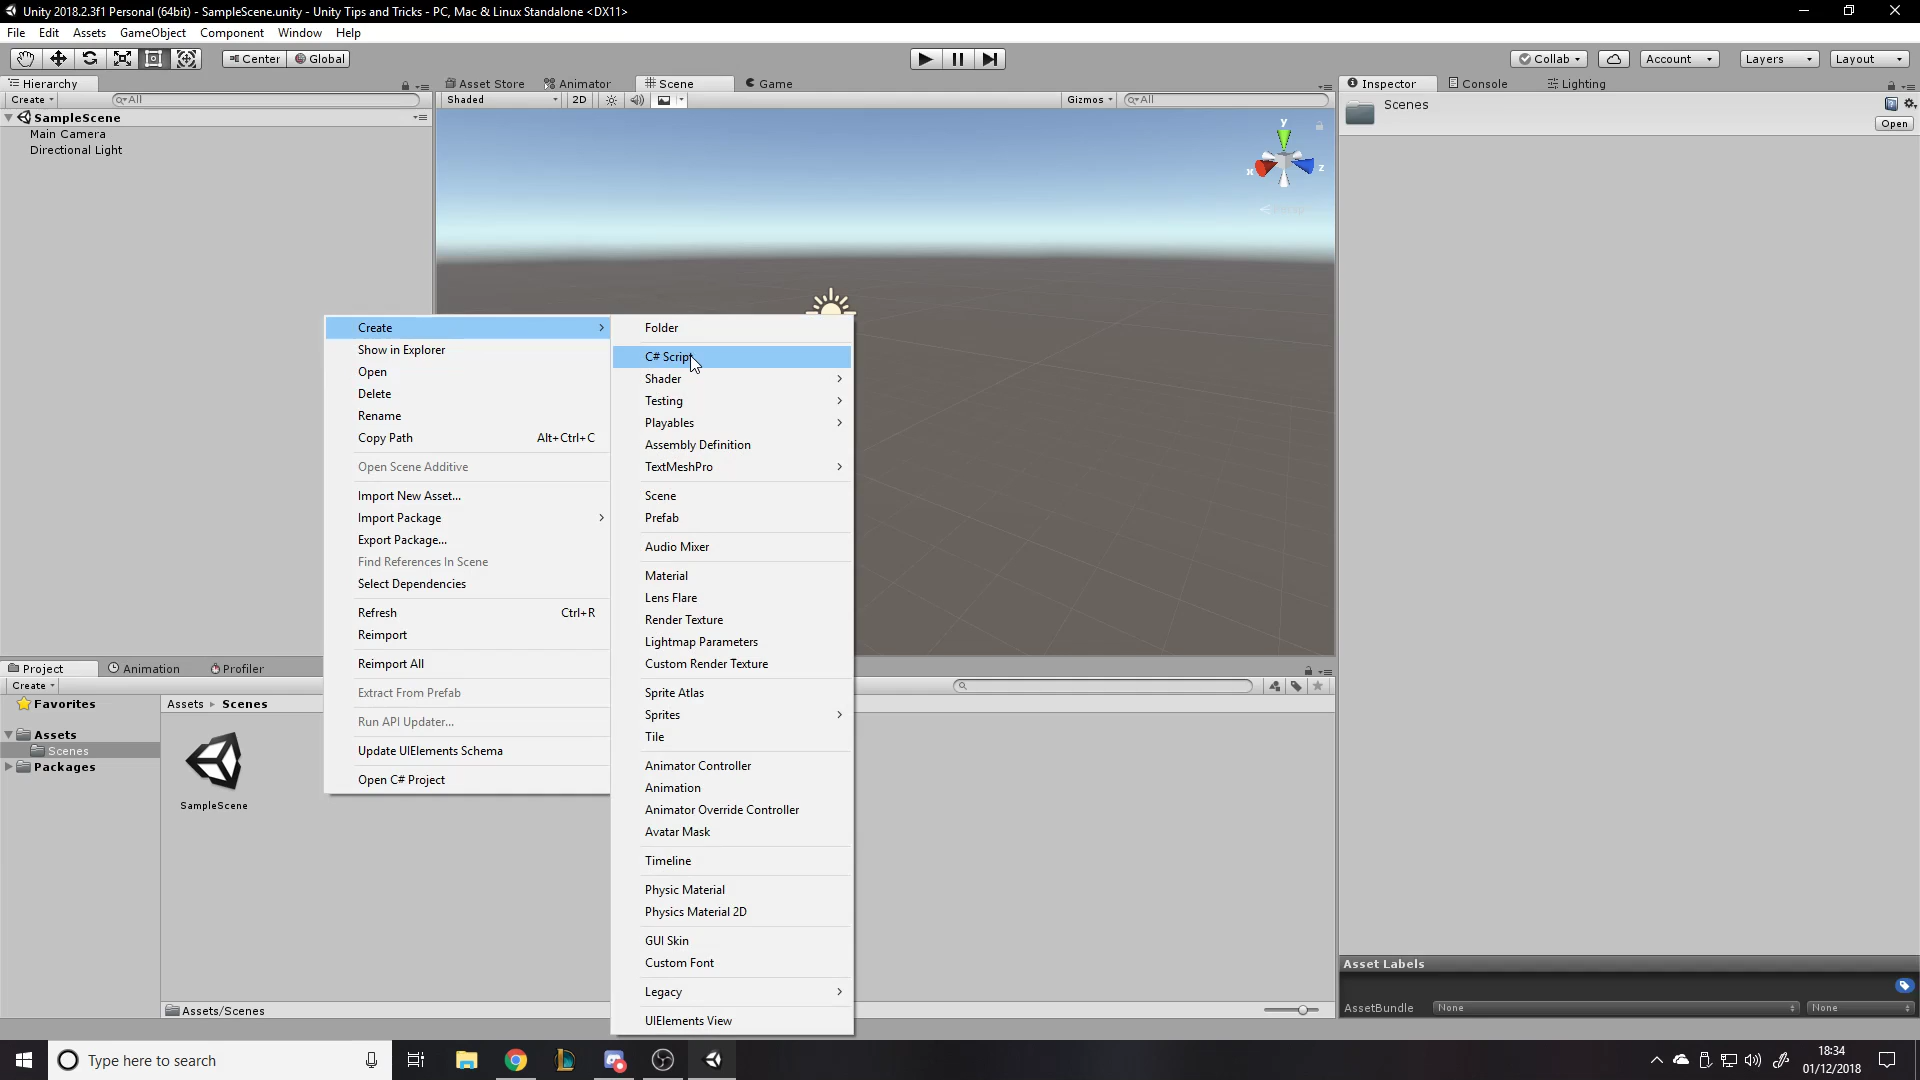 Unity 2018.2.3f1 Personal (64bit) - SampleScene.unity - Unity Tips and Tricks - PC, Mac & Linux Standalone <DX11>
File Edit Assets GameObject Component Window Help
Center Global Collab Account Layers Layout
Hierarchy
Create All
SampleScene
Main Camera
Directional Light
Asset Store Animator Scene Game
Shaded 2D Gizmos All
y
x z
Inspector Console Lighting
Scenes
Open
Create
Show in Explorer
Open
Delete
Rename
Copy Path Alt+Ctrl+C
Open Scene Additive
Import New Asset...
Import Package
Export Package...
Find References In Scene
Select Dependencies
Refresh Ctrl+R
Reimport
Reimport All
Extract From Prefab
Run API Updater...
Update UIElements Schema
Open C# Project
Folder
C# Script
Shader
Testing
Playables
Assembly Definition
TextMeshPro
Scene
Prefab
Audio Mixer
Material
Lens Flare
Render Texture
Lightmap Parameters
Custom Render Texture
Sprite Atlas
Sprites
Tile
Animator Controller
Animation
Animator Override Controller
Avatar Mask
Timeline
Physic Material
Physics Material 2D
GUI Skin
Custom Font
Legacy
UIElements View
Project Animation Profiler
Create
Favorites
Assets
Scenes
Packages
Assets Scenes
SampleScene
Assets/Scenes
Asset Labels
AssetBundle None None
Type here to search
18:34
01/12/2018